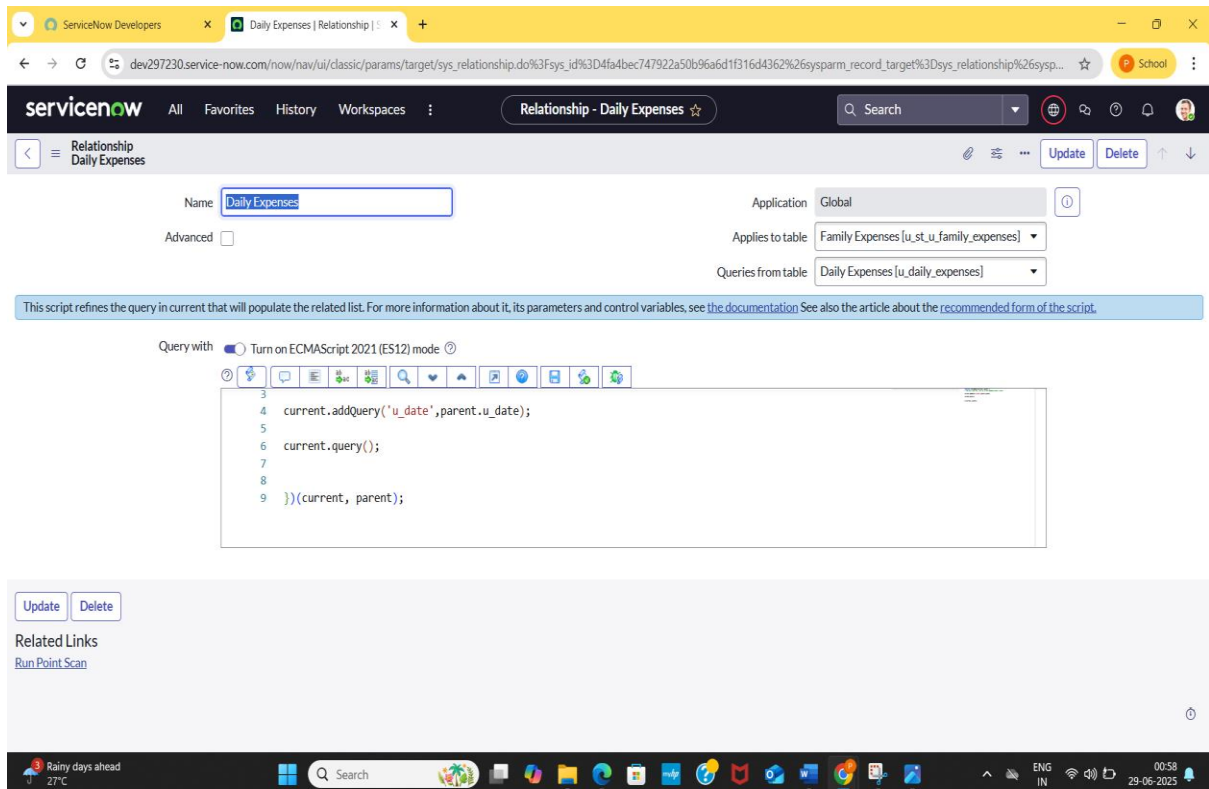 ServiceNow Developers
Daily Expenses | Relationship | S
dev297230.service-now.com/now/nav/ui/classic/params/target/sys_relationship.do%3Fsys_id%3D4fa4bec747922a50b96a6d1f316d4362%26sysparm_record_target%3Dsys_relationship%26sysp...
P School
servicenow All Favorites History Workspaces Relationship - Daily Expenses Search
Relationship
Daily Expenses
Update Delete
Name Daily Expenses
Application Global
Advanced
Applies to table Family Expenses [u_st_u_family_expenses]
Queries from table Daily Expenses [u_daily_expenses]
This script refines the query in current that will populate the related list. For more information about it, its parameters and control variables, see the documentation See also the article about the recommended form of the script.
Query with Turn on ECMAScript 2021 (ES12) mode
3
4 current.addQuery('u_date',parent.u_date);
5
6 current.query();
7
8
9 })(current, parent);
Update Delete
Related Links
Run Point Scan
3
Rainy days ahead
27°C
Search
ENG
IN
00:58
29-06-2025